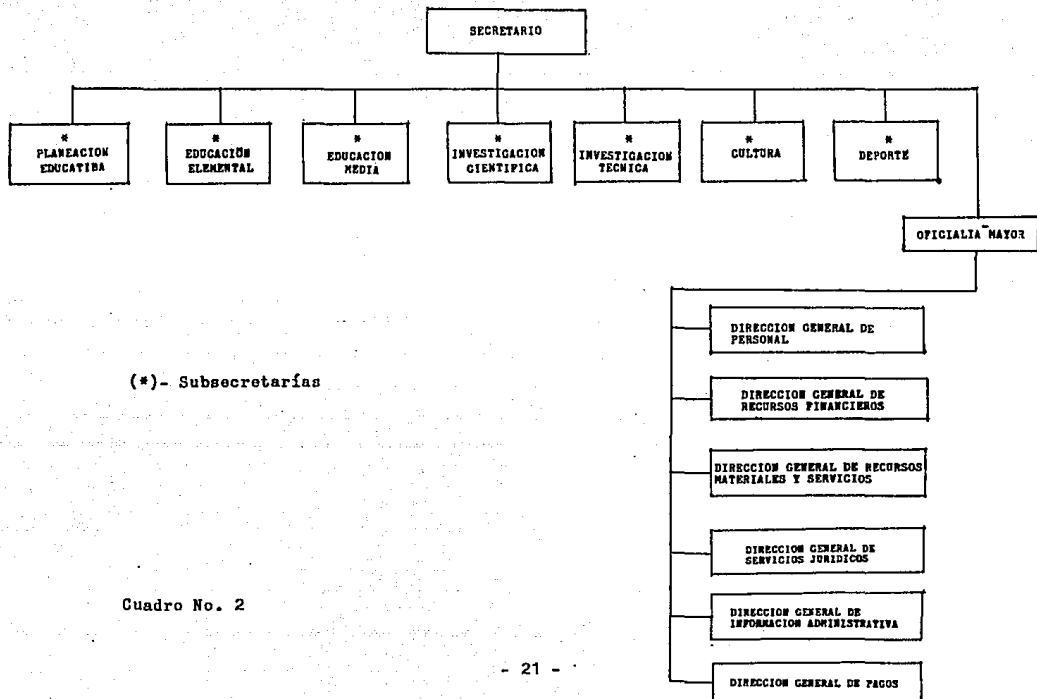 SECRETARIO
*
PLANEACION
EDUCATIBA
*
EDUCACIÓN
ELEMENTAL
*
EDUCACION
MEDIA
*
INVESTIGACION
CIENTIFICA
*
INVESTIGACION
TECNICA
*
CULTURA
*
DEPORTE
OFICIALIA MAYOR
DIRECCION GENERAL DE
PERSONAL
(*)- Subsecretarías
DIRECCION GENERAL DE
RECURSOS FINANCIEROS
DIRECCION GENERAL DE RECURSOS
MATERIALES Y SERVICIOS
DIRECCION GENERAL DE
SERVICIOS JURIDICOS
Cuadro No. 2
DIRECCION GENERAL DE
INFORMACION ADMINISTRATIVA
- 21 -
DIRECCION GENERAL DE PAGOS